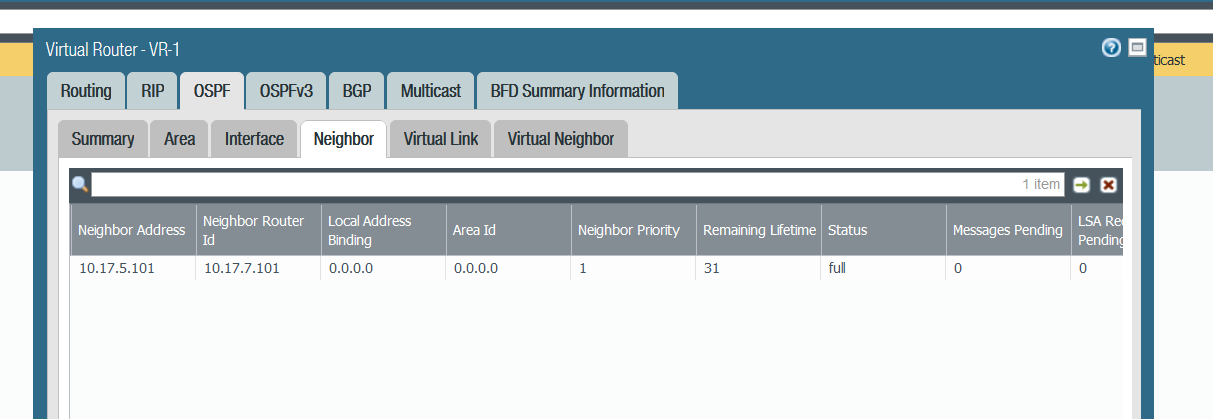 Virtual Router - VR-1
ticast
Routing RIP OSPF OSPFv3 BGP Multicast BFD Summary Information
Summary Area Interface Neighbor Virtual Link Virtual Neighbor
1 item
Neighbor Address Neighbor Router Id Local Address Binding Area Id Neighbor Priority Remaining Lifetime Status Messages Pending LSA Rec Pending
10.17.5.101 10.17.7.101 0.0.0.0 0.0.0.0 1 31 full 0 0